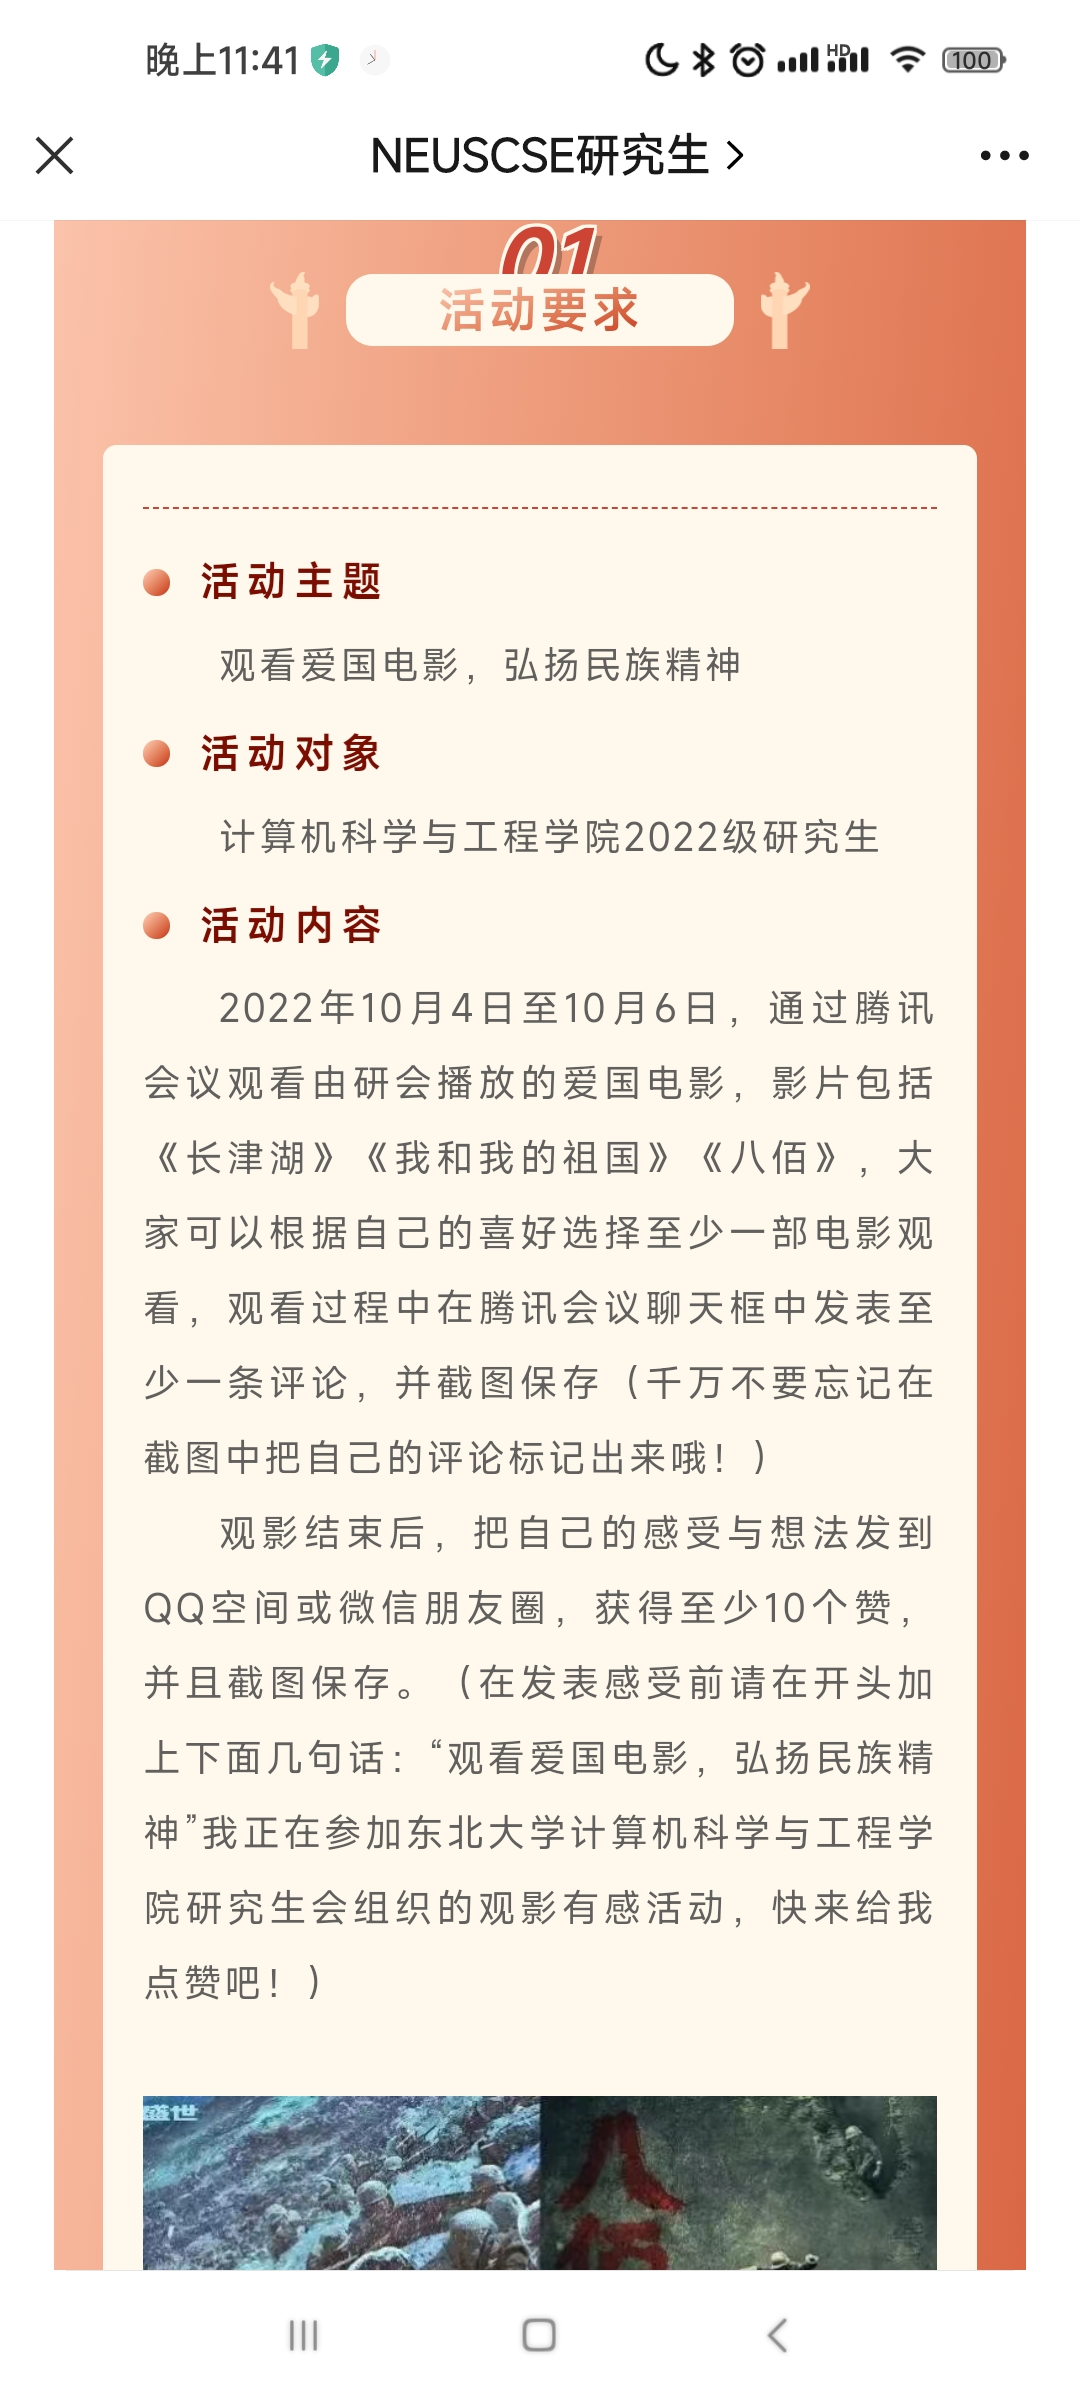 晚上11:41
HD
100
NEUSCSE研究生
01
活动要求
活动主题
观看爱国电影，弘扬民族精神
活动对象
计算机科学与工程学院2022级研究生
活动内容
2022年10月4日至10月6日，通过腾讯
会议观看由研会播放的爱国电影，影片包括
《长津湖》《我和我的祖国》《八佰》，大
家可以根据自己的喜好选择至少一部电影观
看，观看过程中在腾讯会议聊天框中发表至
少一条评论，并截图保存（千万不要忘记在
截图中把自己的评论标记出来哦！）
观影结束后，把自己的感受与想法发到
QQ空间或微信朋友圈，获得至少10个赞，
并且截图保存。（在发表感受前请在开头加
上下面几句话：“观看爱国电影，弘扬民族精
神”我正在参加东北大学计算机科学与工程学
院研究生会组织的观影有感活动，快来给我
点赞吧！）
盛世
八
佰